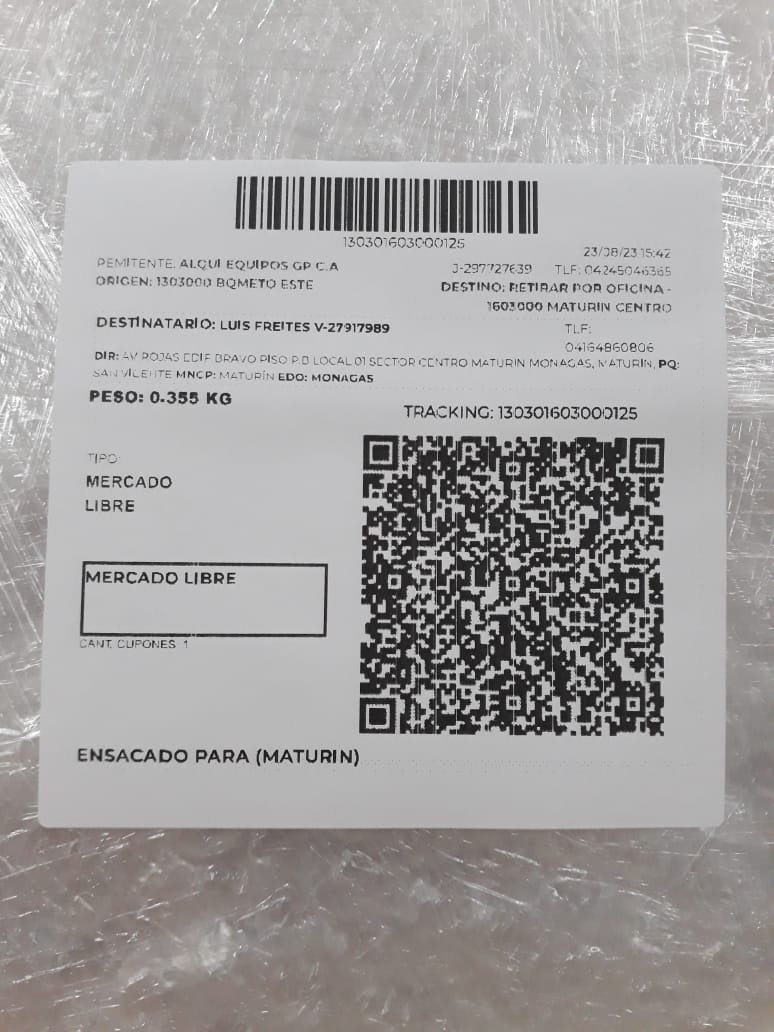 130301603000125
23/08/23 15:42
REMITENTE: ALQUI EQUIPOS GP C.A J-297727639 TLF: 04245046365
ORIGEN: 1303000 BQMETO ESTE DESTINO: RETIRAR POR OFICINA -
1603000 MATURIN CENTRO
DESTINATARIO: LUIS FREITES V-27917989 TLF:
04164860806
DIR: AV ROJAS EDIF BRAVO PISO P.B LOCAL 01 SECTOR CENTRO MATURIN MONAGAS, MATURÍN, PQ:
SAN VICENTE MNCP: MATURÍN EDO: MONAGAS
PESO: 0.355 KG
TRACKING: 130301603000125
TIPO:
MERCADO
LIBRE
MERCADO LIBRE
CANT. CUPONES 1
ENSACADO PARA (MATURIN)